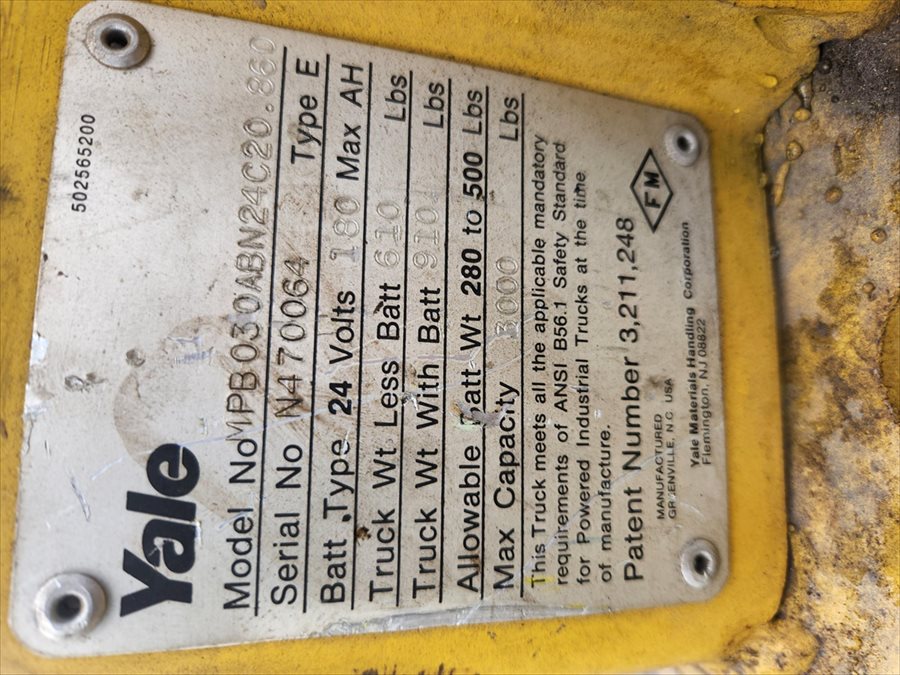 502565200
Yale
Model No MPB030ABN24C20.860
Serial No N470064 Type E
Batt Type 24 Volts 180 Max AH
Truck Wt Less Batt 610 Lbs
Truck Wt With Batt 910 Lbs
Allowable Batt Wt 280 to 500 Lbs
Max Capacity 3000 Lbs
This Truck meets all the applicable mandatory
requirements of ANSI B56.1 Safety Standard
for Powered Industrial Trucks at the time
of manufacture.
Patent Number 3,211,248
FM
MANUFACTURED
GREENVILLE, N.C USA
Yale Materials Handling Corporation
Flemington, NJ 08822